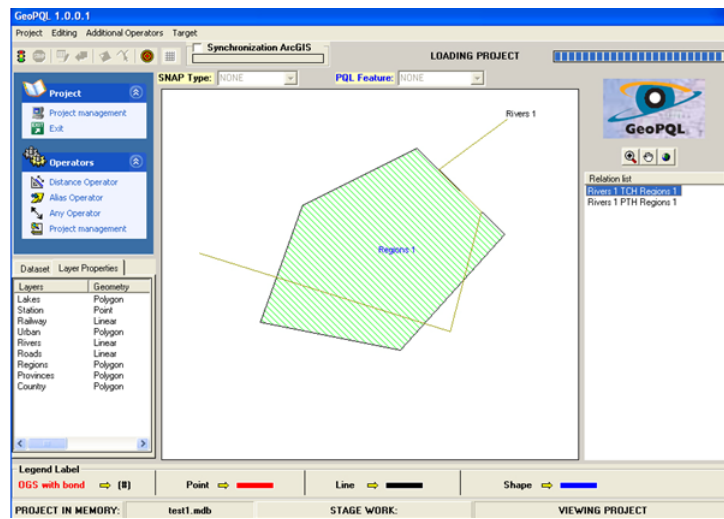 GeoPQL 1.0.0.1
Project Editing Additional Operators Target
Synchronization ArcGIS
LOADING PROJECT
SNAP Type: NONE
PQL Feature: NONE
Project
Project management
Exit
Operators
Distance Operator
Alias Operator
Any Operator
Project management
Dataset Layer Properties
Layers Geometry
Lakes Polygon
Station Point
Railway Linear
Urban Polygon
Rivers Linear
Roads Linear
Regions Polygon
Provinces Polygon
Country Polygon
Rivers 1
Regions 1
GeoPQL
Relation list
Rivers 1 TCH Regions 1
Rivers 1 PTH Regions 1
Legend Label
OGS with bond (#)
Point
Line
Shape
PROJECT IN MEMORY: test1.mdb STAGE WORK: VIEWING PROJECT